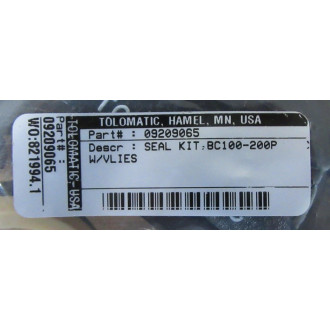 TOLOMATIC, HAMEL, MN, USA
Part# : 09209065
Descr : SEAL KIT;BC100-200P
W/VLIES
TOLOMATIC-USA
Part#:
09209065
WO:821994.1